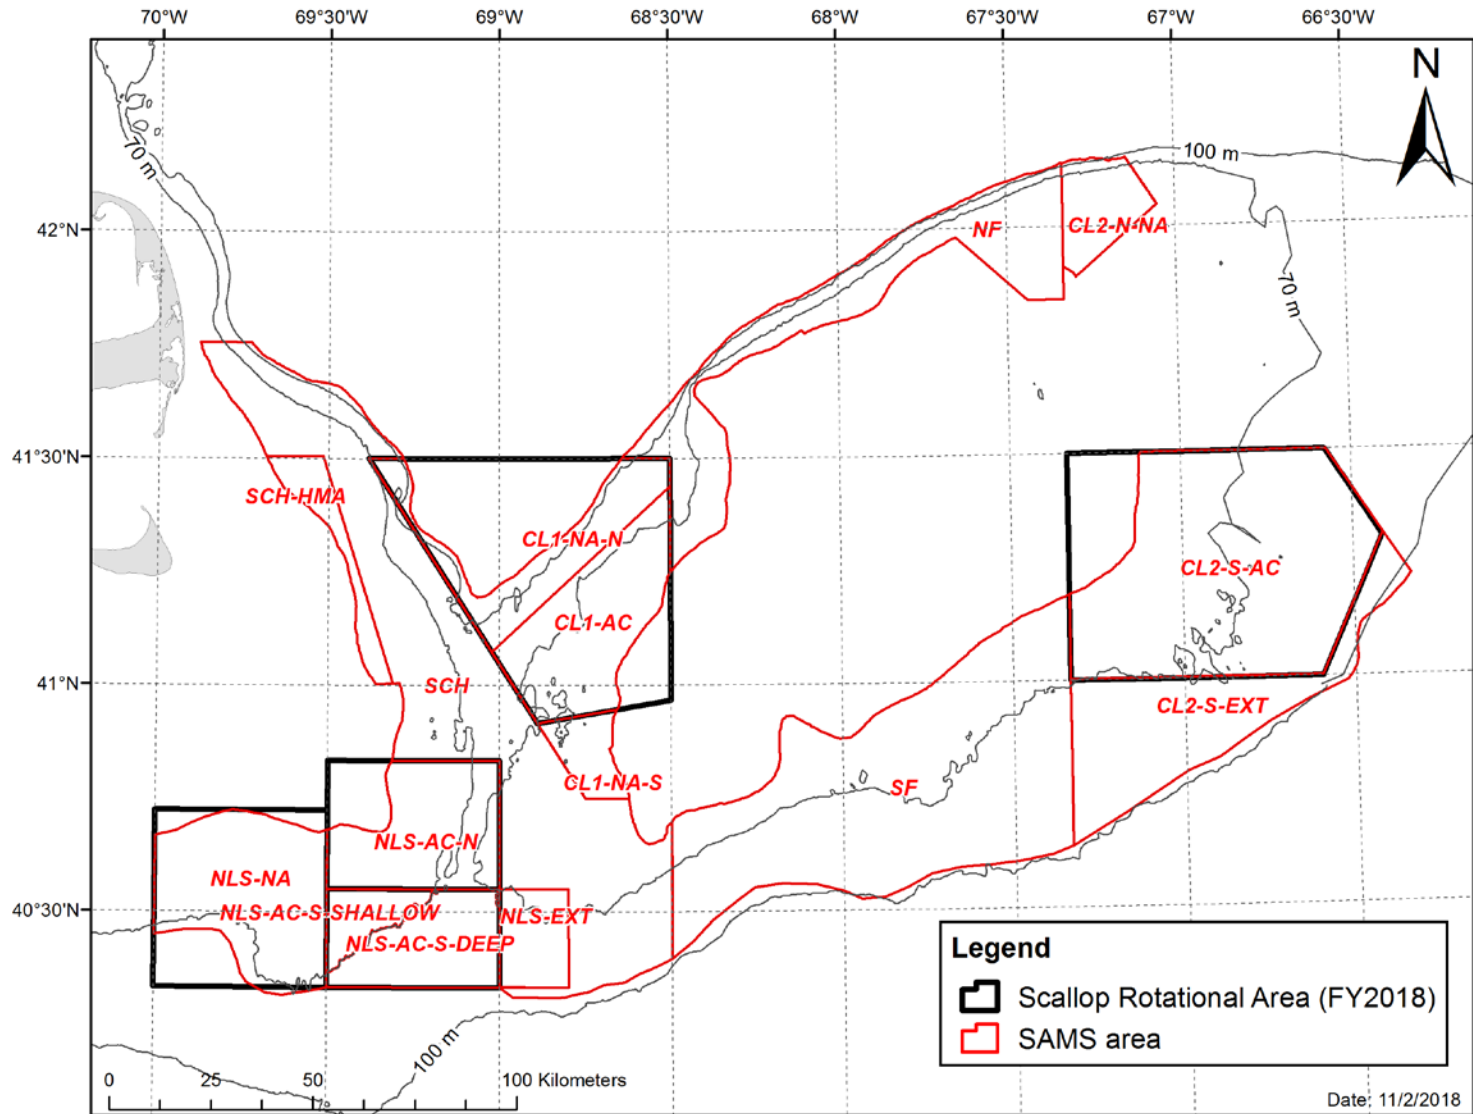 70°W 69°30'W 69°W 68°30'W 68°W 67°30'W 67°W 66°30'W
N
70 m
100 m
42°N
NF
CL2-N-NA
70 m
41°30'N
SCH-HMA
CL1-NA-N
CL2-S-AC
CL1-AC
41°N
SCH
CL2-S-EXT
CL1-NA-S
SF
NLS-AC-N
NLS-NA
40°30'N
NLS-AC-S-SHALLOW
NLS-EXT
NLS-AC-S-DEEP
Legend
Scallop Rotational Area (FY2018)
SAMS area
100 m
0 25 50 100 Kilometers
Date: 11/2/2018